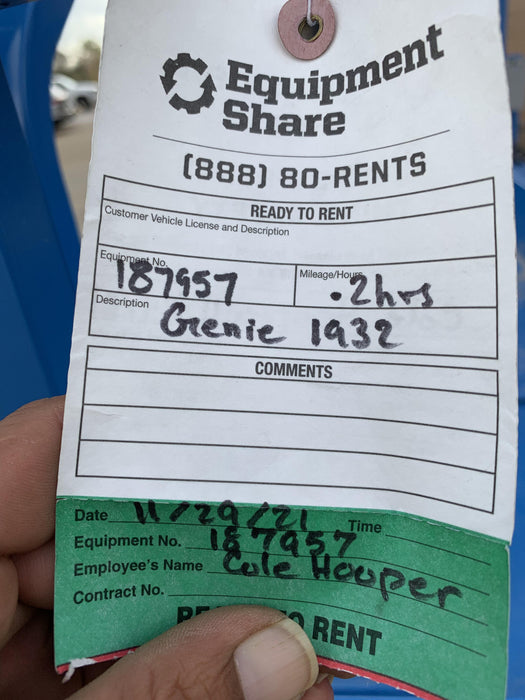 Equipment
Share
(888) 80-RENTS
READY TO RENT
Customer Vehicle License and Description
Equipment No. 187957 Mileage/Hours .2hrs
Description Genie 1932
COMMENTS
Date 11/29/21 Time
Equipment No. 187957
Employee's Name Cole Hooper
Contract No.
TO RENT